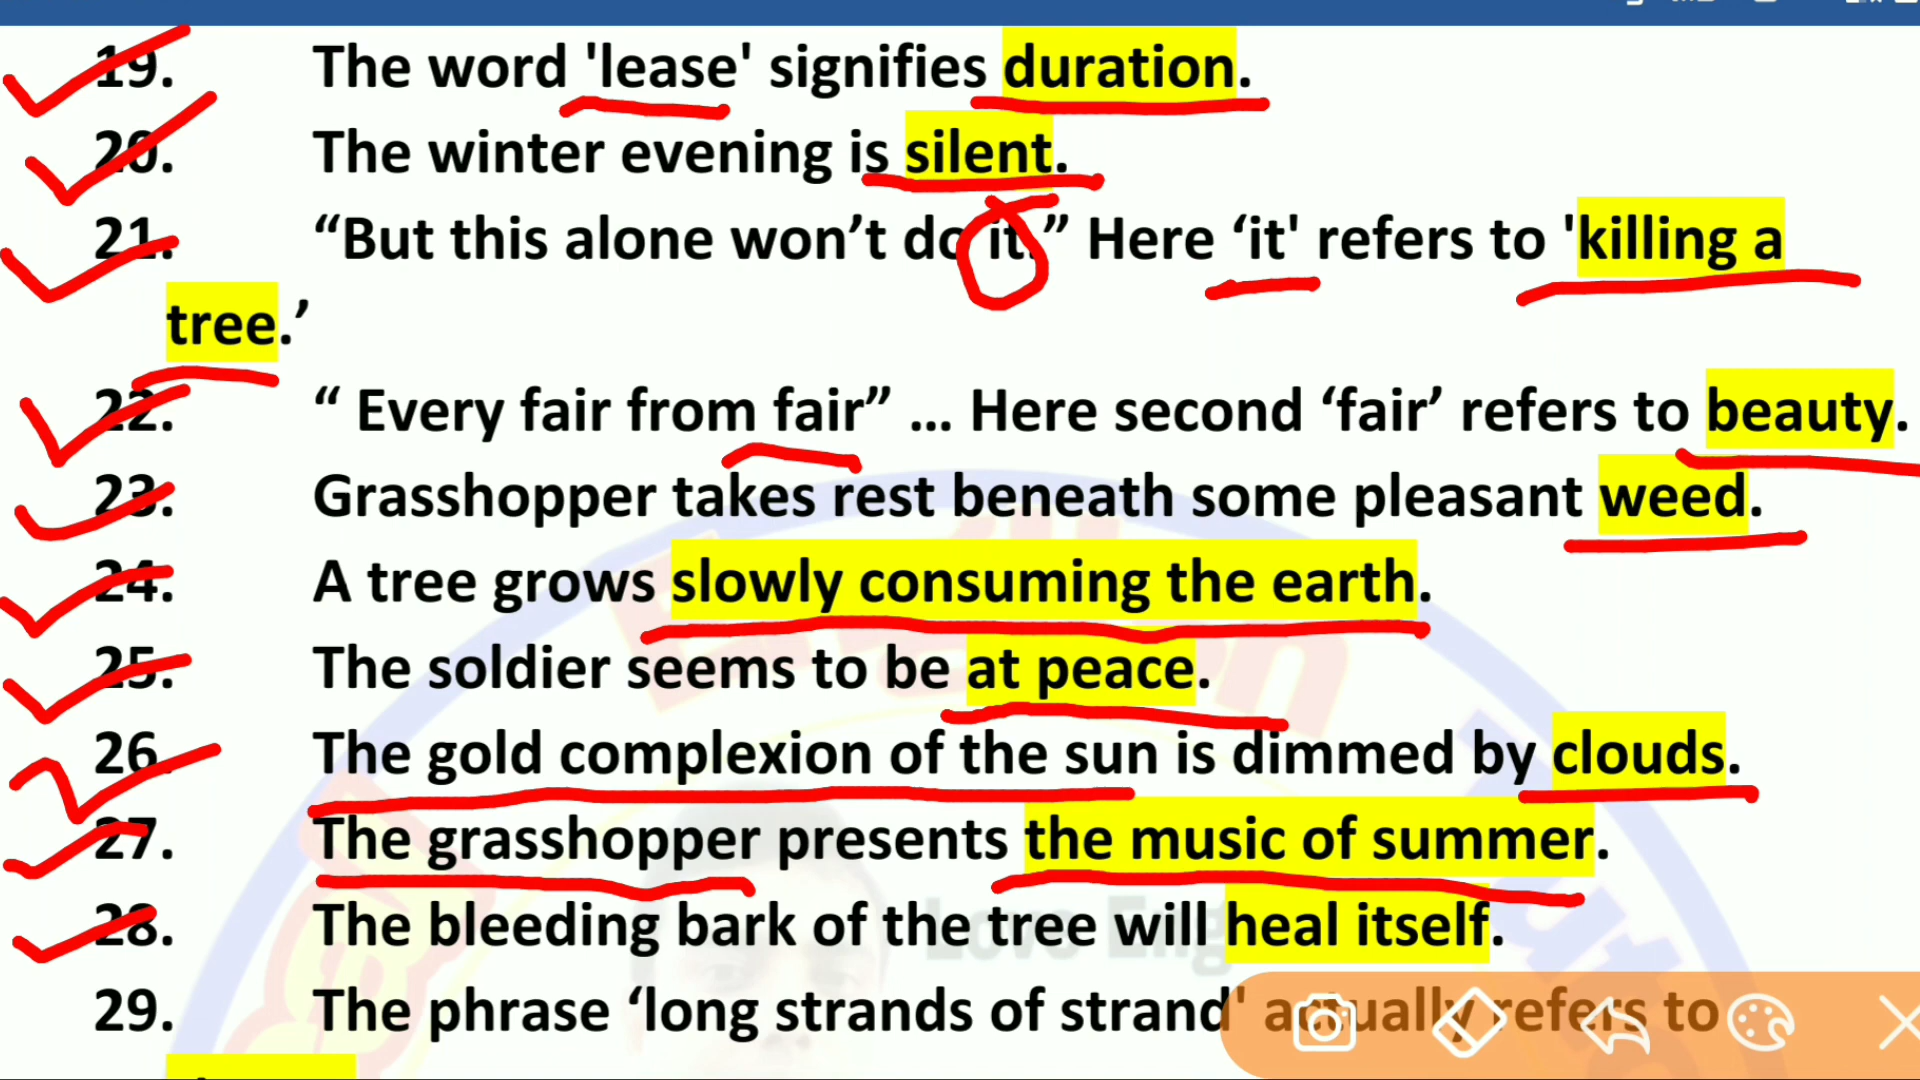 19. The word 'lease' signifies duration.
20. The winter evening is silent.
21. “But this alone won’t do it.” Here ‘it' refers to 'killing a
tree.’
22. “ Every fair from fair” ... Here second ‘fair’ refers to beauty.
23. Grasshopper takes rest beneath some pleasant weed.
24. A tree grows slowly consuming the earth.
25. The soldier seems to be at peace.
26. The gold complexion of the sun is dimmed by clouds.
27. The grasshopper presents the music of summer.
28. The bleeding bark of the tree will heal itself.
Love Eng
29. The phrase ‘long strands of strand' actually refers to